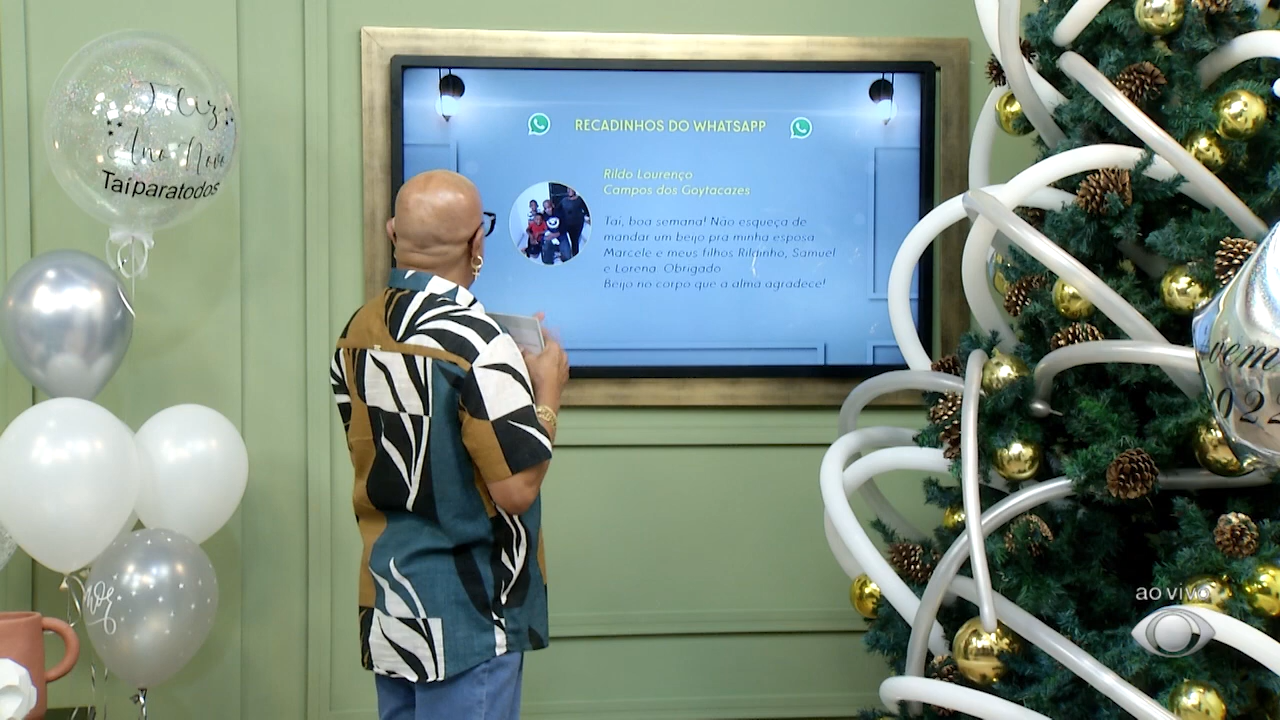 Feliz
Ano Novo
Taíparatodos
RECADINHOS DO WHATSAPP
Rildo Lourenço
Campos dos Goytacazes
Taí, boa semana! Não esqueça de
mandar um beijo pra minha esposa
Marcele e meus filhos Rildinho, Samuel
e Lorena. Obrigado
Beijo no corpo que a alma agradece!
vem
022
AO VIVO